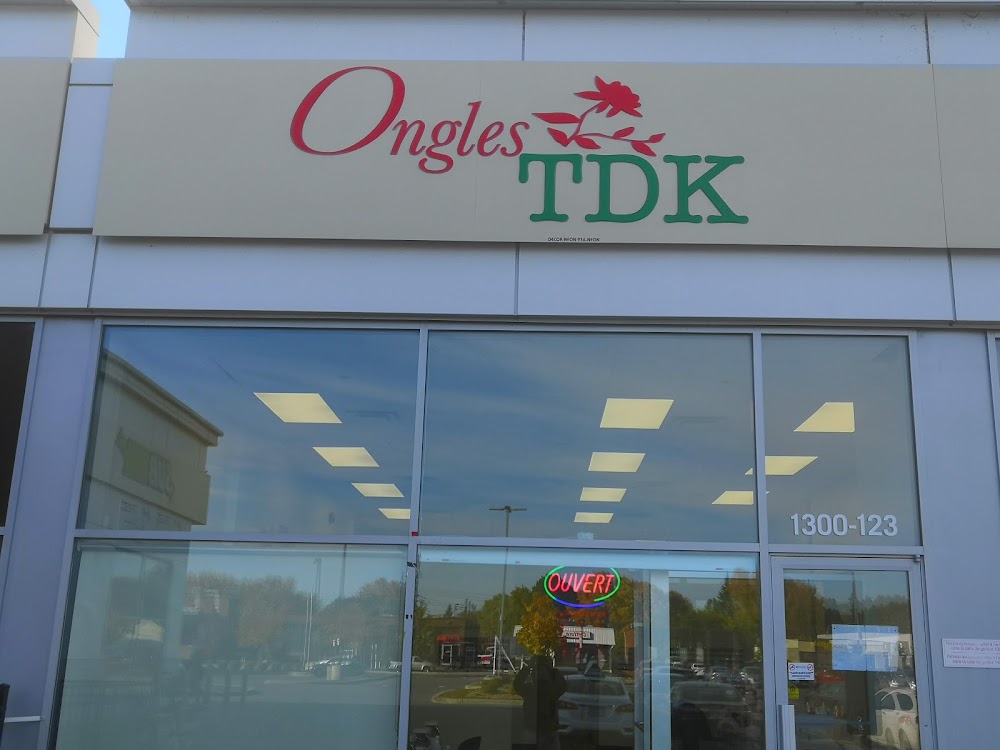 Ongles
TDK
1300-123
OUVERT